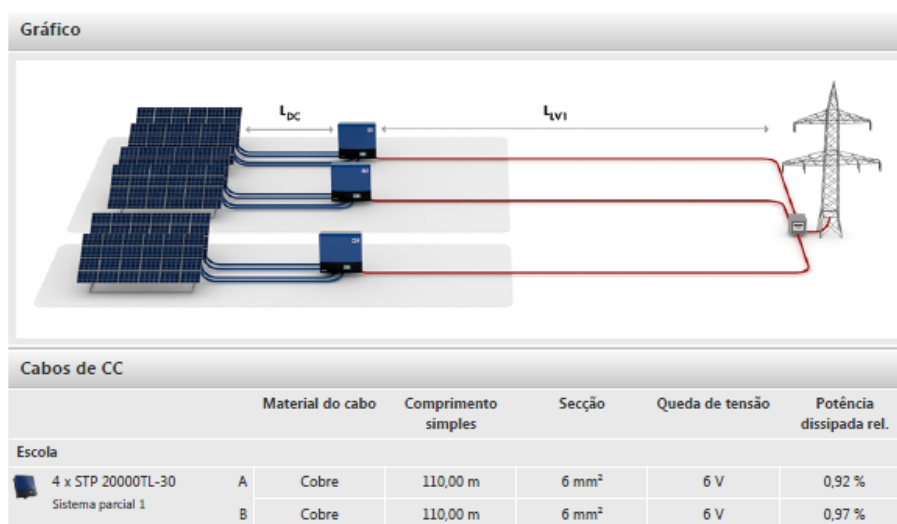 Gráfico
LDC
LLV1
Cabos de CC
Material do cabo Comprimento simples Secção Queda de tensão Potência dissipada rel.
Escola
4 x STP 20000TL-30 A Cobre 110,00 m 6 mm² 6 V 0,92 %
Sistema parcial 1
B Cobre 110,00 m 6 mm² 6 V 0,97 %